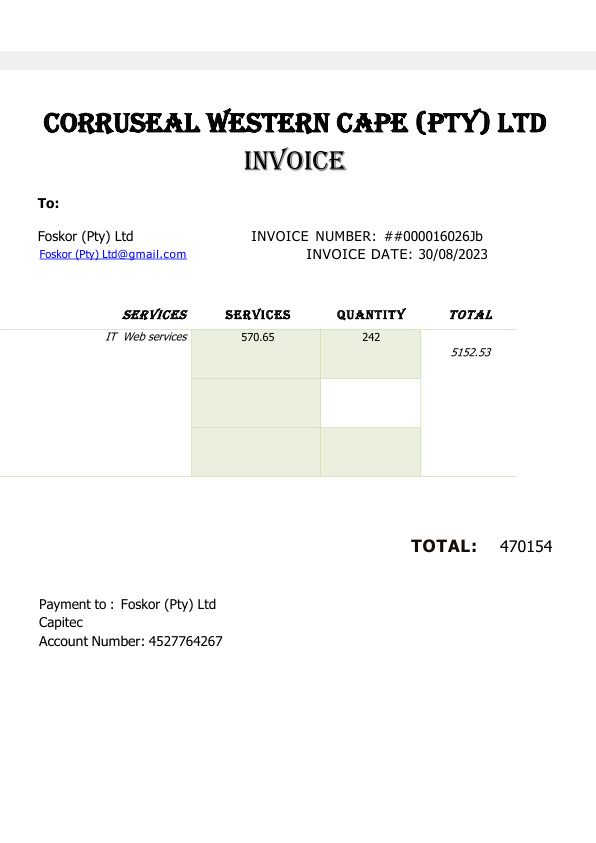 CORRUSEAL WESTERN CAPE (PTY) LTD
INVOICE
To:
Foskor (Pty) Ltd INVOICE NUMBER: ##000016026Jb
Foskor (Pty) Ltd@gmail.com INVOICE DATE: 30/08/2023
SERVICES SERVICES QUANTITY TOTAL
IT Web services 570.65 242 5152.53
TOTAL: 470154
Payment to : Foskor (Pty) Ltd
Capitec
Account Number: 4527764267